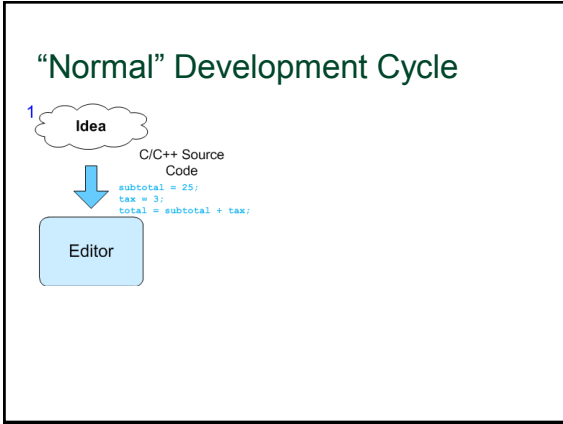 “Normal” Development Cycle
1
Idea
C/C++ Source
Code
subtotal = 25;
tax = 3;
total = subtotal + tax;
Editor